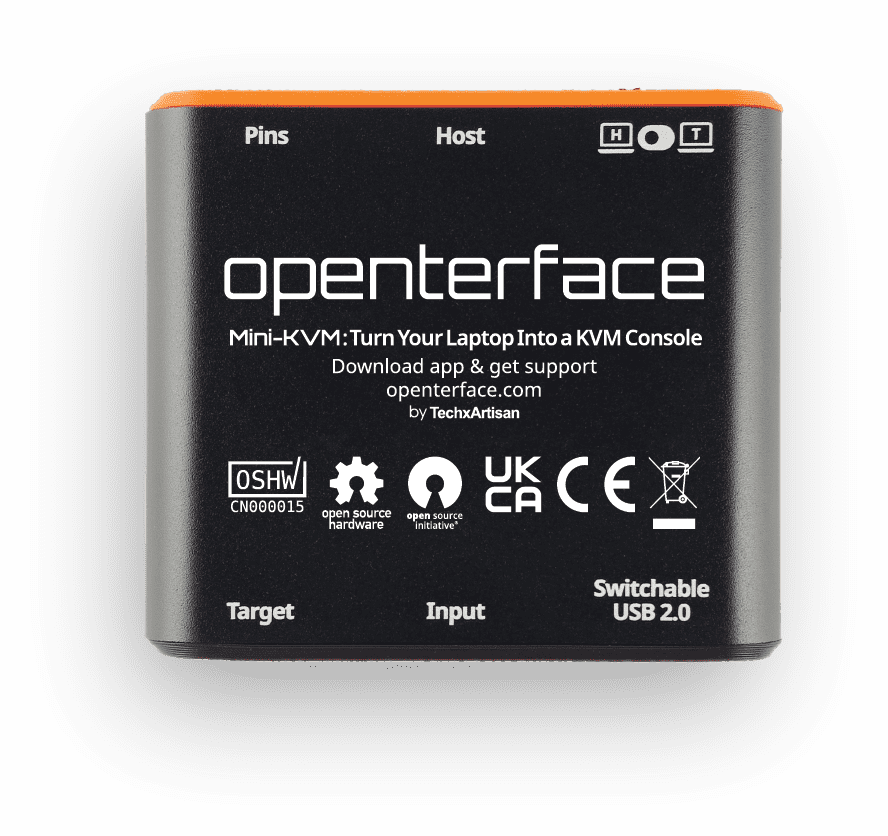 Pins Host H T
openterface
Mini-KVM: Turn Your Laptop Into a KVM Console
Download app & get support
openterface.com
by TechxArtisan
OSHW
CN000015
open source
hardware
open source
initiative®
UK
CA
CE
Switchable
Target Input USB 2.0